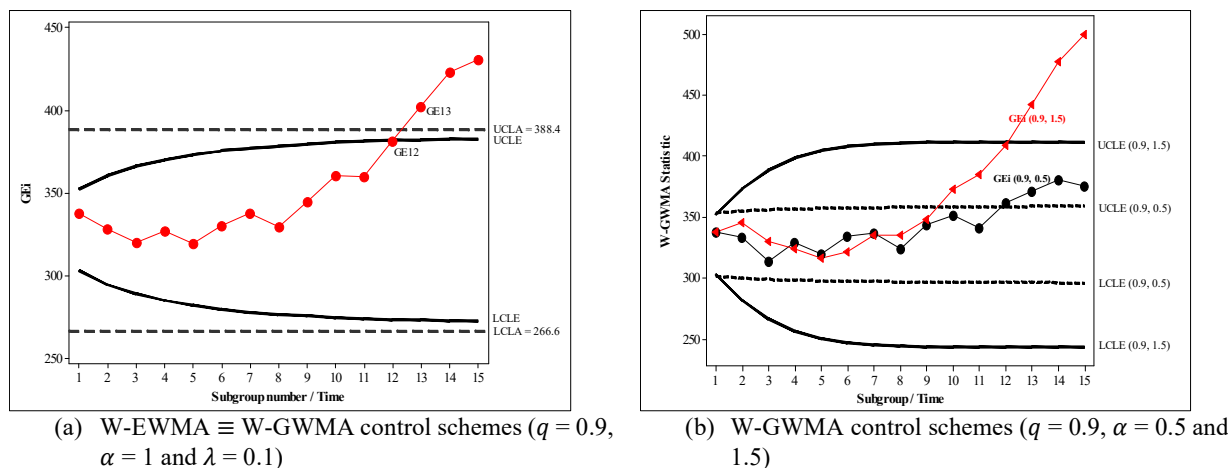 450
400
350
300
250
GEi
GE13
GE12
UCLA = 388.4
UCLE
LCLE
LCLA = 266.6
1 2 3 4 5 6 7 8 9 10 11 12 13 14 15
Subgroup number / Time
(a) W-EWMA ≡ W-GWMA control schemes (q = 0.9,
α = 1 and λ = 0.1)
500
450
400
350
300
250
W-GWMA Statistic
GEi (0.9, 1.5)
GEi (0.9, 0.5)
UCLE (0.9, 1.5)
UCLE (0.9, 0.5)
LCLE (0.9, 0.5)
LCLE (0.9, 1.5)
1 2 3 4 5 6 7 8 9 10 11 12 13 14 15
Subgroup / Time
(b) W-GWMA control schemes (q = 0.9, α = 0.5 and
1.5)